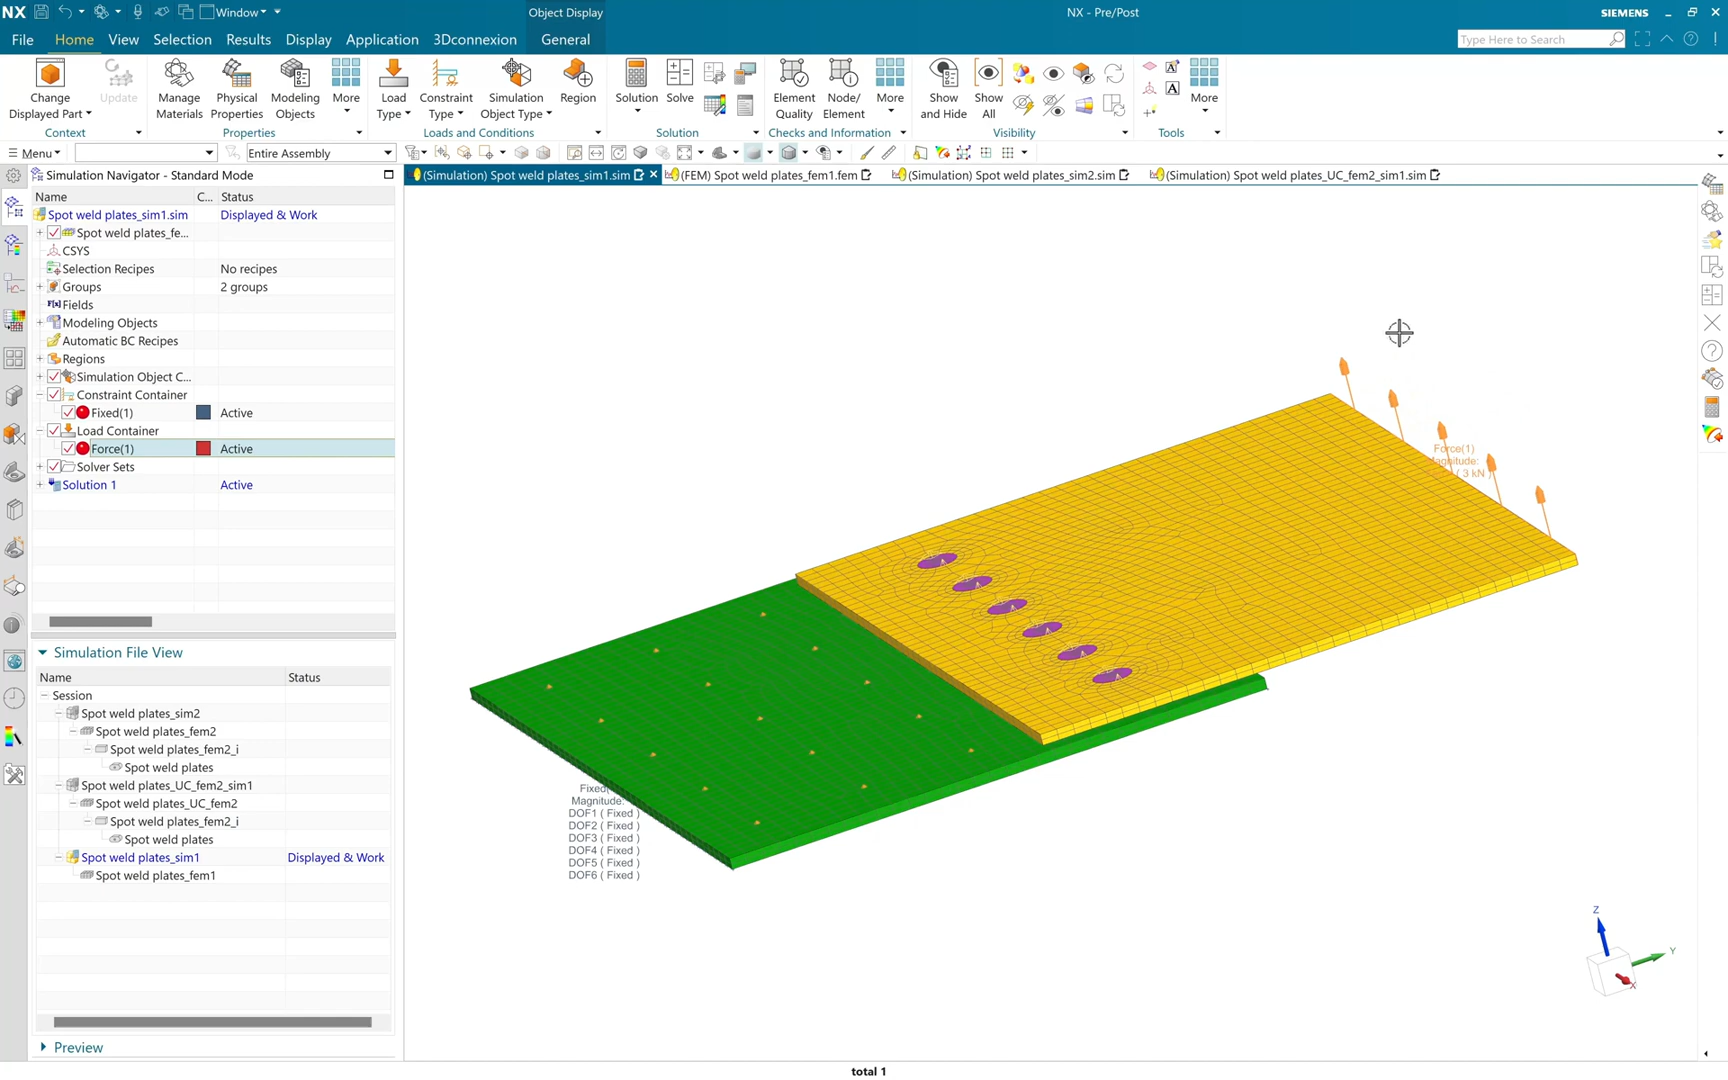 NX
Window
Object Display
NX - Pre/Post
SIEMENS
File
Home
View
Selection
Results
Display
Application
3Dconnexion
General
Type Here to Search
Change
Displayed Part
Update
Context
Manage
Materials
Physical
Properties
Modeling
Objects
More
Properties
Load
Type
Constraint
Type
Simulation
Object Type
Region
Loads and Conditions
Solution
Solve
Solution
Element
Quality
Node/
Element
More
Checks and Information
Show
and Hide
Show
All
Visibility
More
Tools
Menu
Entire Assembly
Simulation Navigator - Standard Mode
(Simulation) Spot weld plates_sim1.sim
(FEM) Spot weld plates_fem1.fem
(Simulation) Spot weld plates_sim2.sim
(Simulation) Spot weld plates_UC_fem2_sim1.sim
Name
C...
Status
Spot weld plates_sim1.sim
Displayed & Work
Spot weld plates_fe...
CSYS
Selection Recipes
No recipes
Groups
2 groups
Fields
Modeling Objects
Automatic BC Recipes
Regions
Simulation Object C...
Constraint Container
Fixed(1)
Active
Load Container
Force(1)
Active
Solver Sets
Solution 1
Active
Simulation File View
Name
Status
Session
Spot weld plates_sim2
Spot weld plates_fem2
Spot weld plates_fem2_i
Spot weld plates
Spot weld plates_UC_fem2_sim1
Spot weld plates_UC_fem2
Spot weld plates_fem2_i
Spot weld plates
Spot weld plates_sim1
Displayed & Work
Spot weld plates_fem1
Preview
Force(1)
Magnitude:
( 3 kN )
Magnitude:
DOF1 ( Fixed )
DOF2 ( Fixed )
DOF3 ( Fixed )
DOF4 ( Fixed )
DOF5 ( Fixed )
DOF6 ( Fixed )
Z
Y
X
total 1